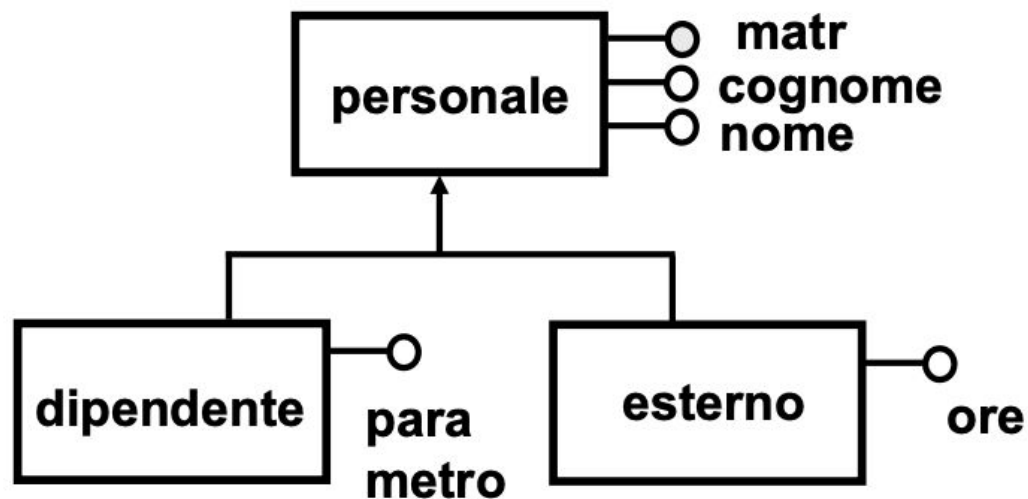 matr
personale
cognome
nome
dipendente
para
metro
esterno
ore